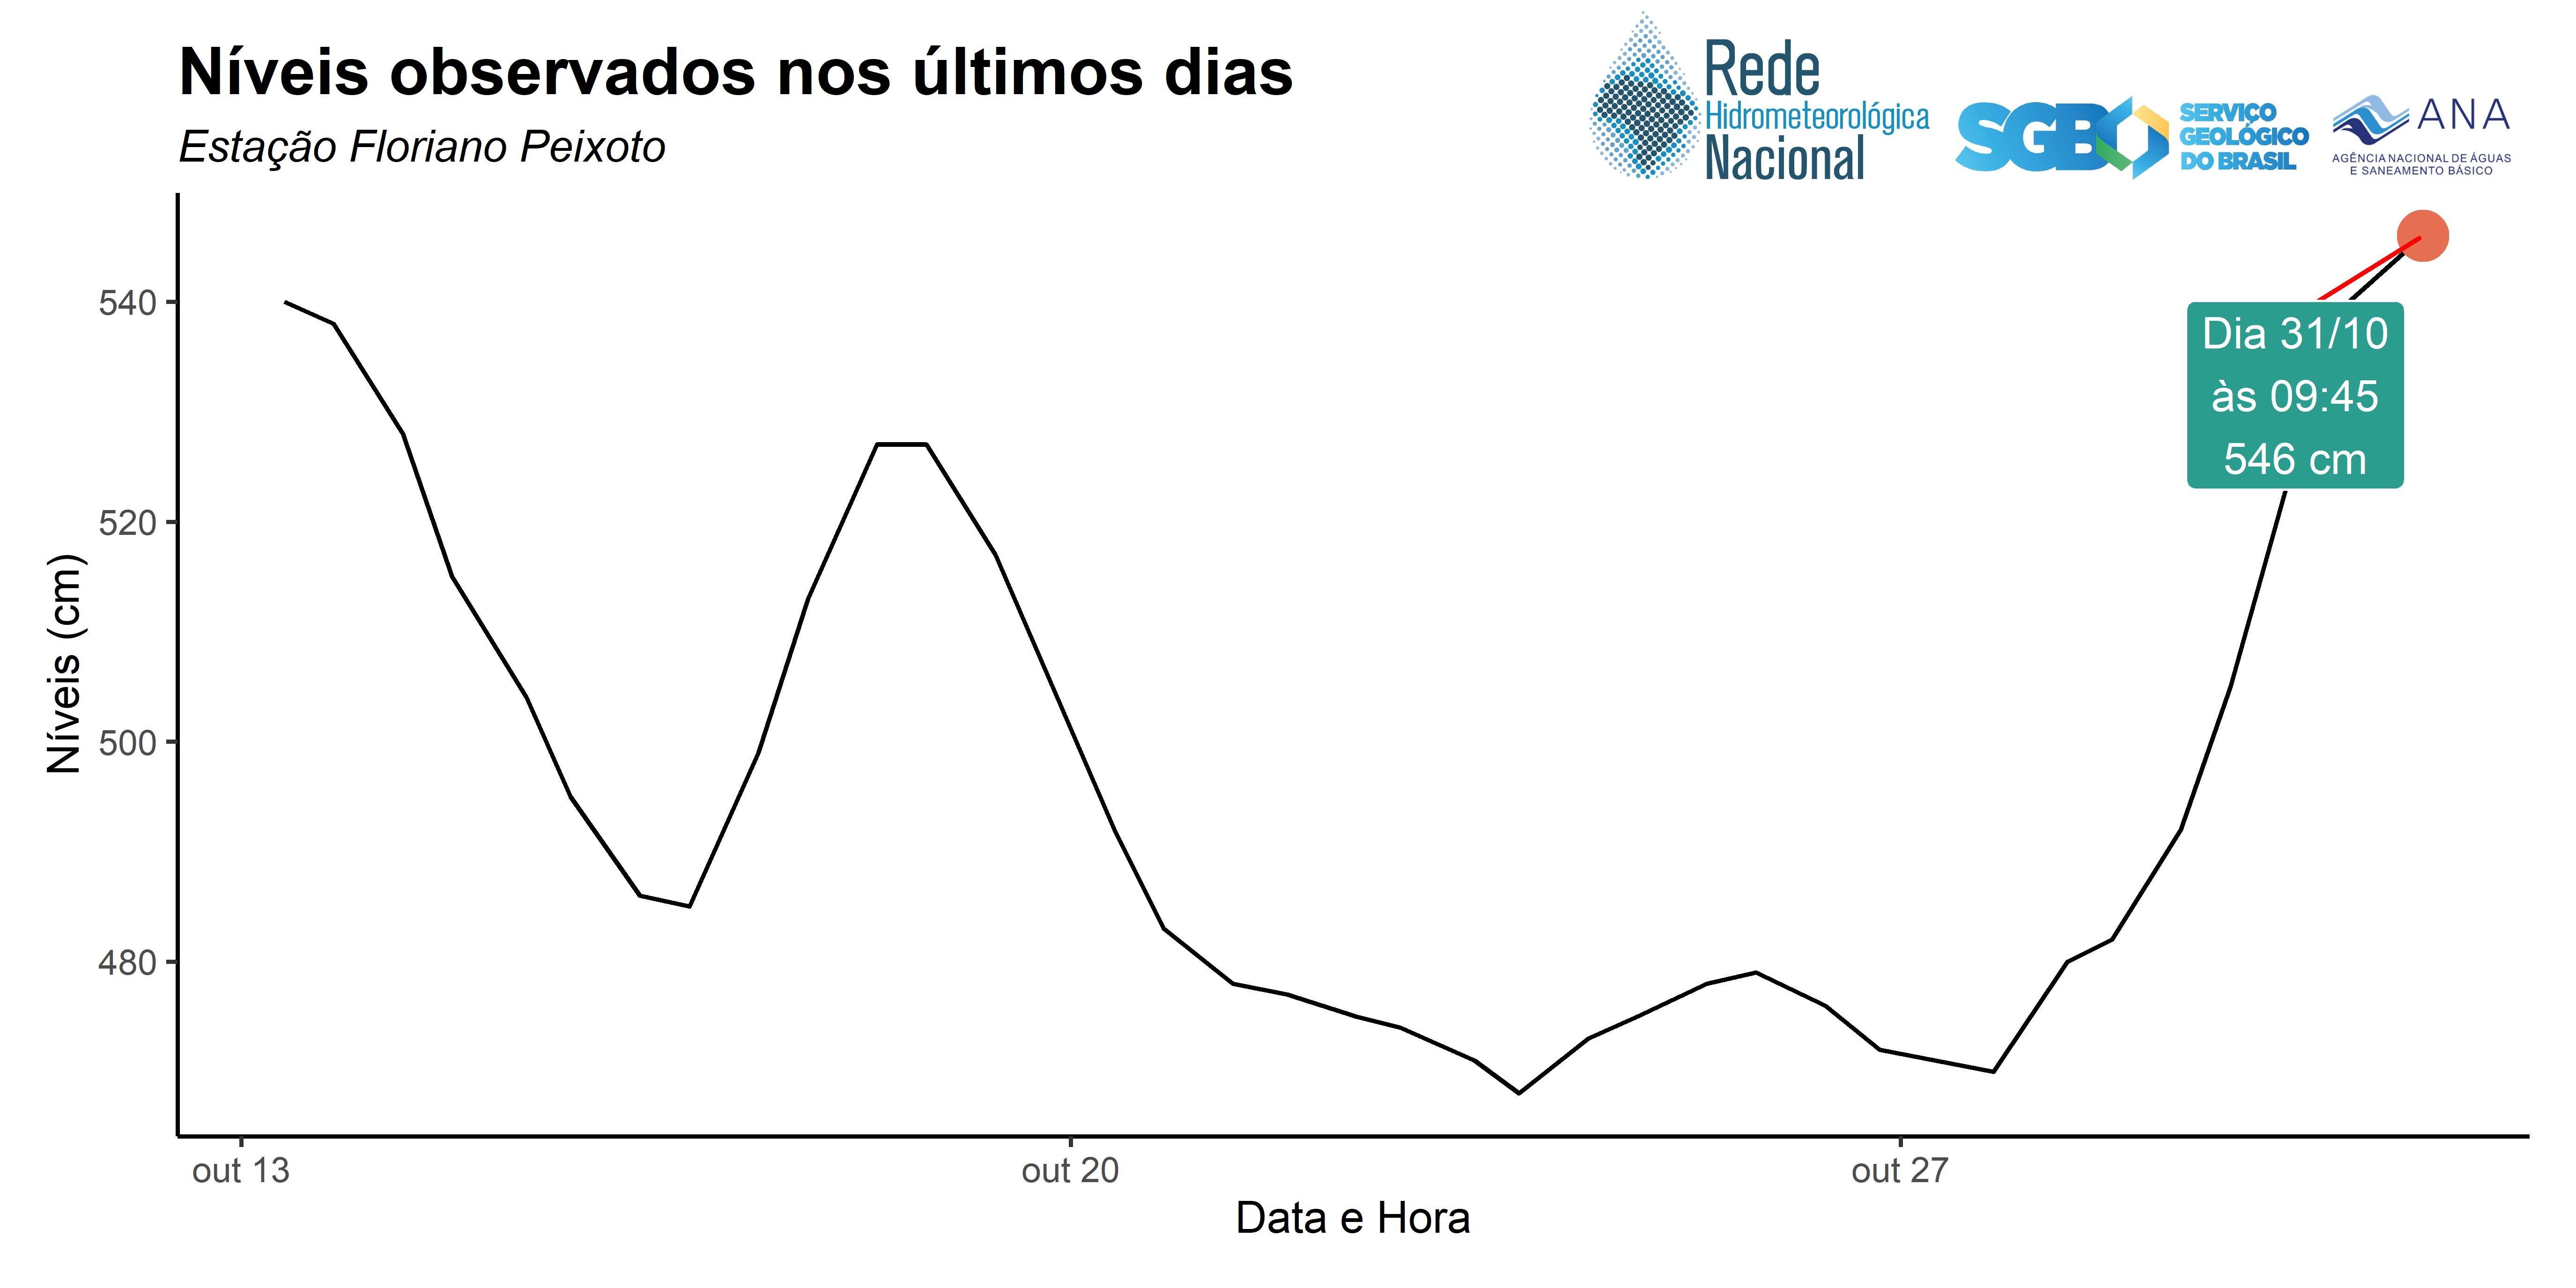 Níveis observados nos últimos dias
Estação Floriano Peixoto
Rede
Hidrometeorológica
Nacional
SGB
SERVIÇO
GEOLÓGICO
DO BRASIL
ANA
AGÊNCIA NACIONAL DE ÁGUAS
E SANEAMENTO BÁSICO
540
520
500
480
Níveis (cm)
Dia 31/10
às 09:45
546 cm
out 13
out 20
out 27
Data e Hora